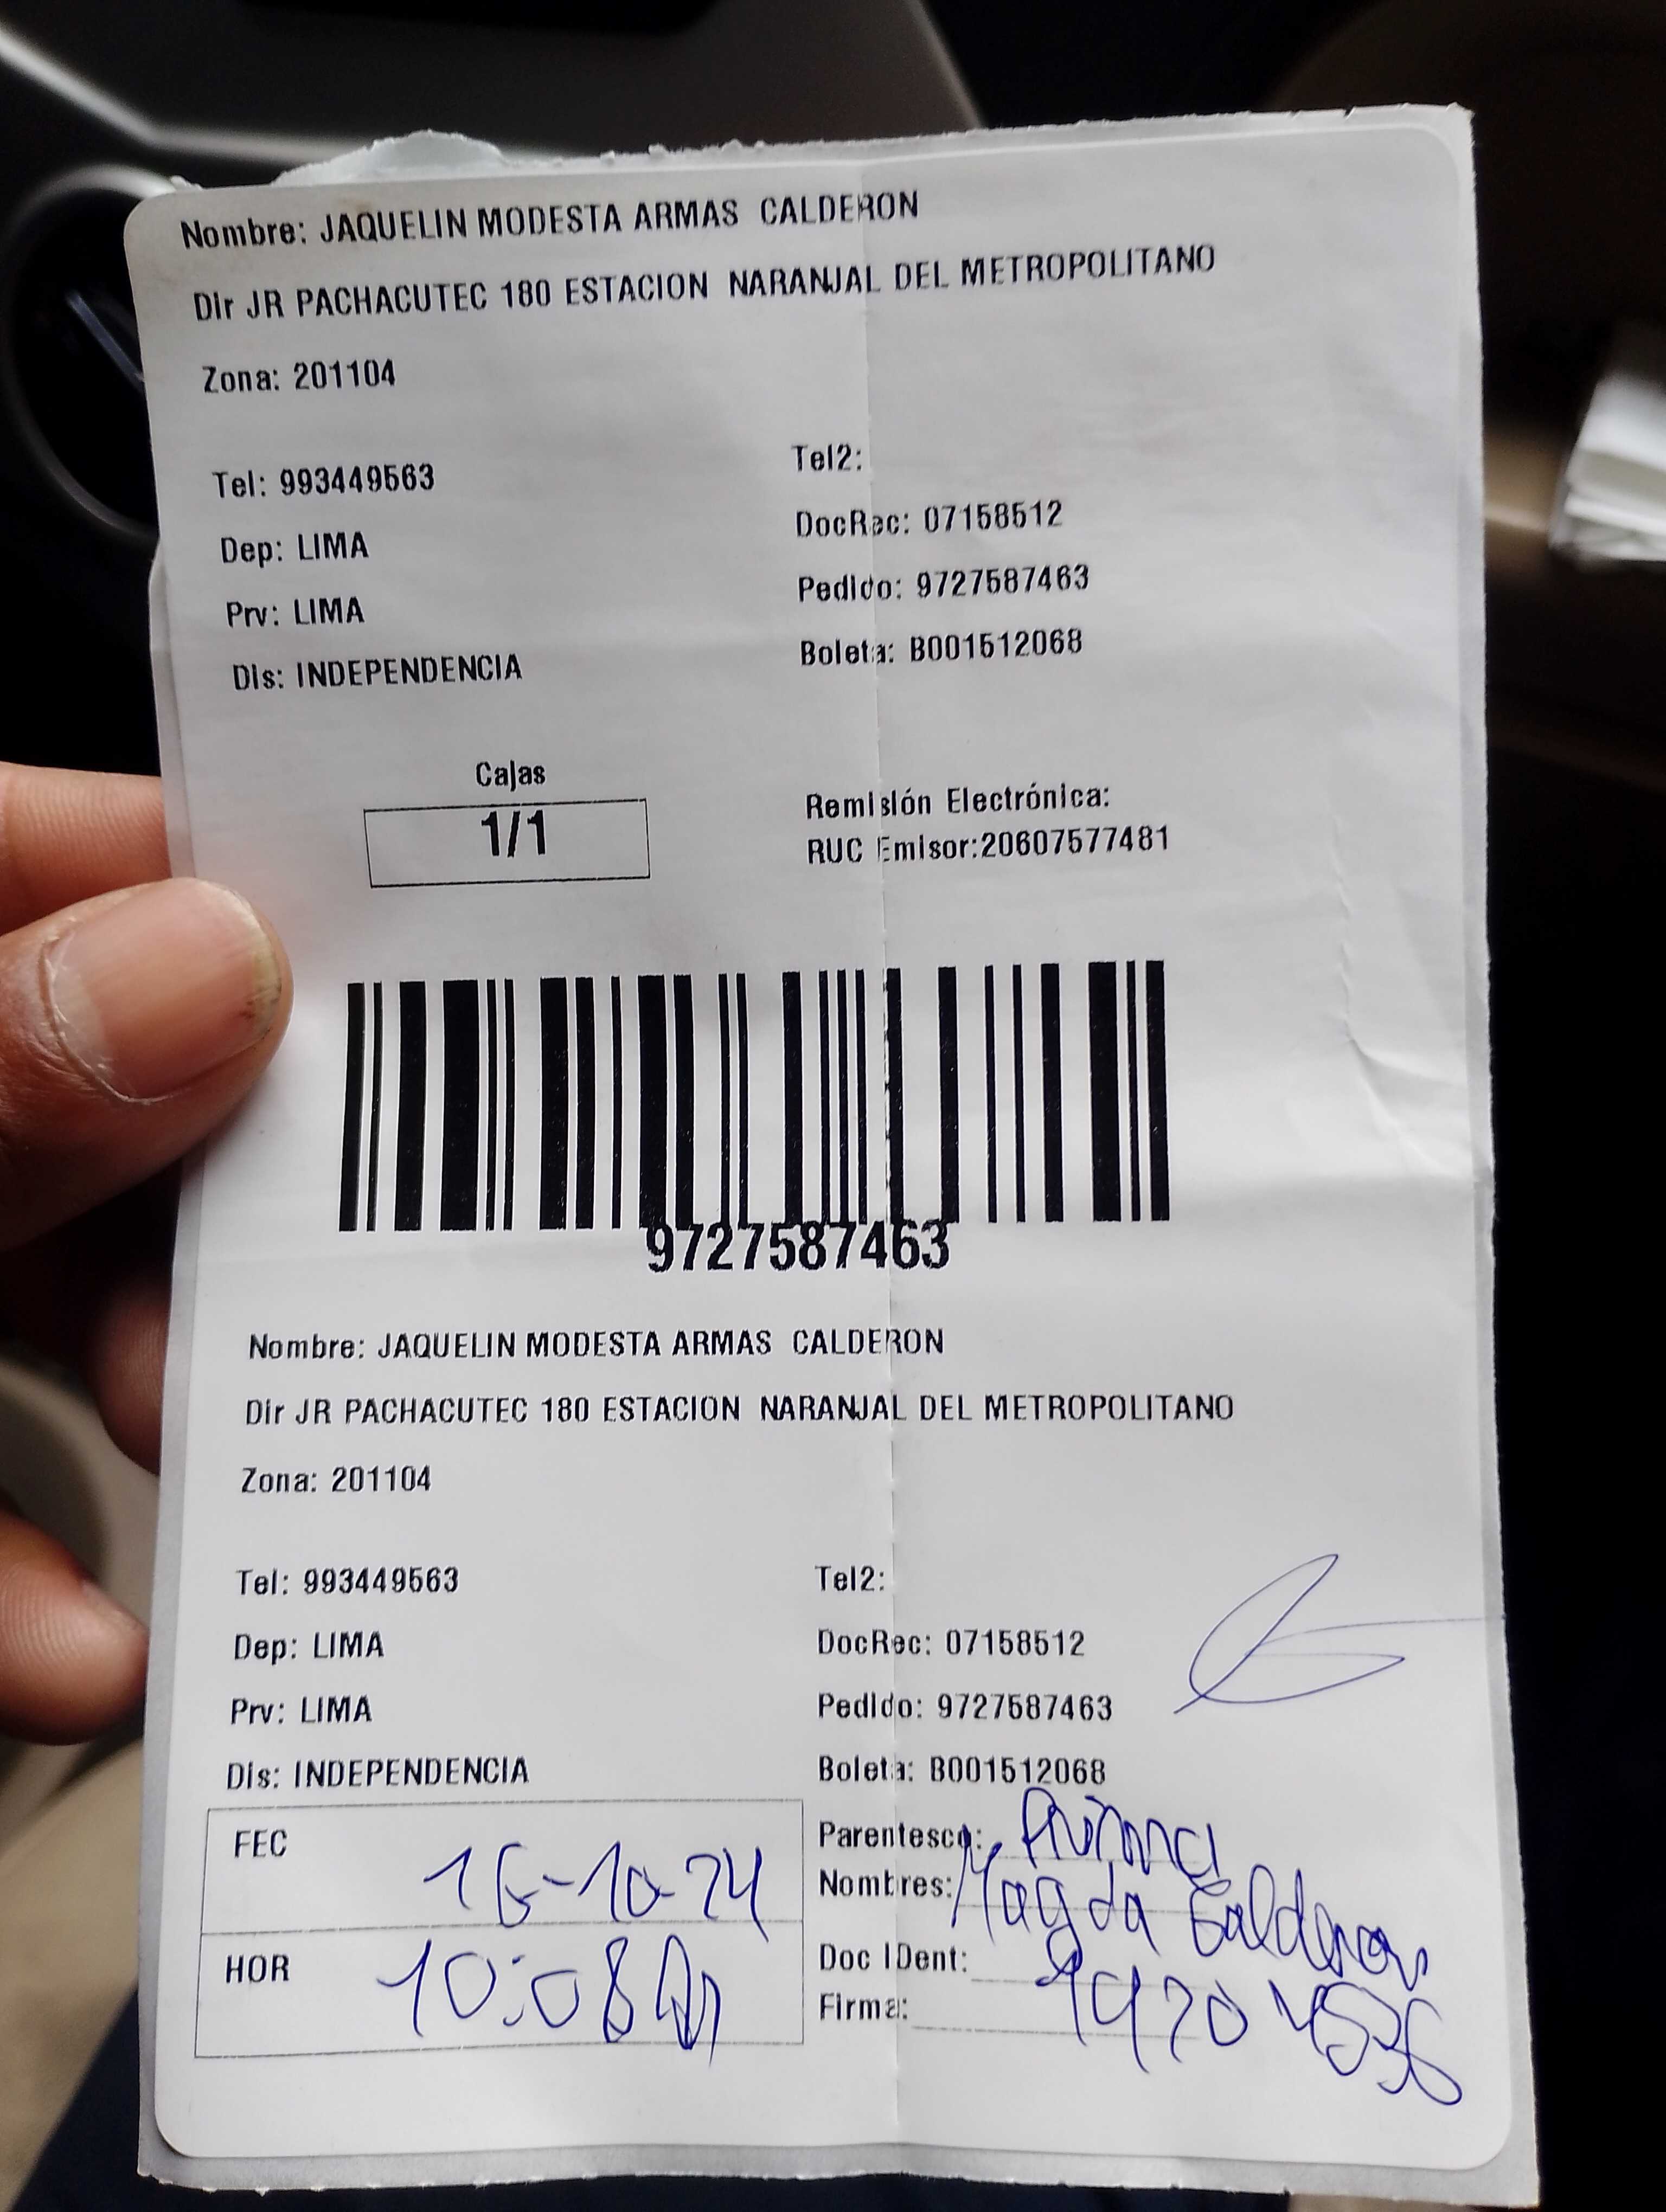 Nombre: JAQUELIN MODESTA ARMAS CALDERON
Dir JR PACHACUTEC 180 ESTACION NARANJAL DEL METROPOLITANO
Zona: 201104
Tel: 993449563 Tel2:
DocRec: 07158512
Dep: LIMA
Pedido: 9727587463
Prv: LIMA
Boleta: B001512068
Dis: INDEPENDENCIA
Cajas
1/1
Remisión Electrónica:
RUC Emisor:20607577481
9727587463
Nombre: JAQUELIN MODESTA ARMAS CALDERON
Dir JR PACHACUTEC 180 ESTACION NARANJAL DEL METROPOLITANO
Zona: 201104
Tel: 993449563 Tel2:
Dep: LIMA DocRec: 07158512
Prv: LIMA Pedido: 9727587463
Dis: INDEPENDENCIA Boleta: B001512068
FEC 16-10-24
Parentesco: Prima
Nombres: Magda Calderon
HOR 10:08 Am
Doc IDent:
Firma: